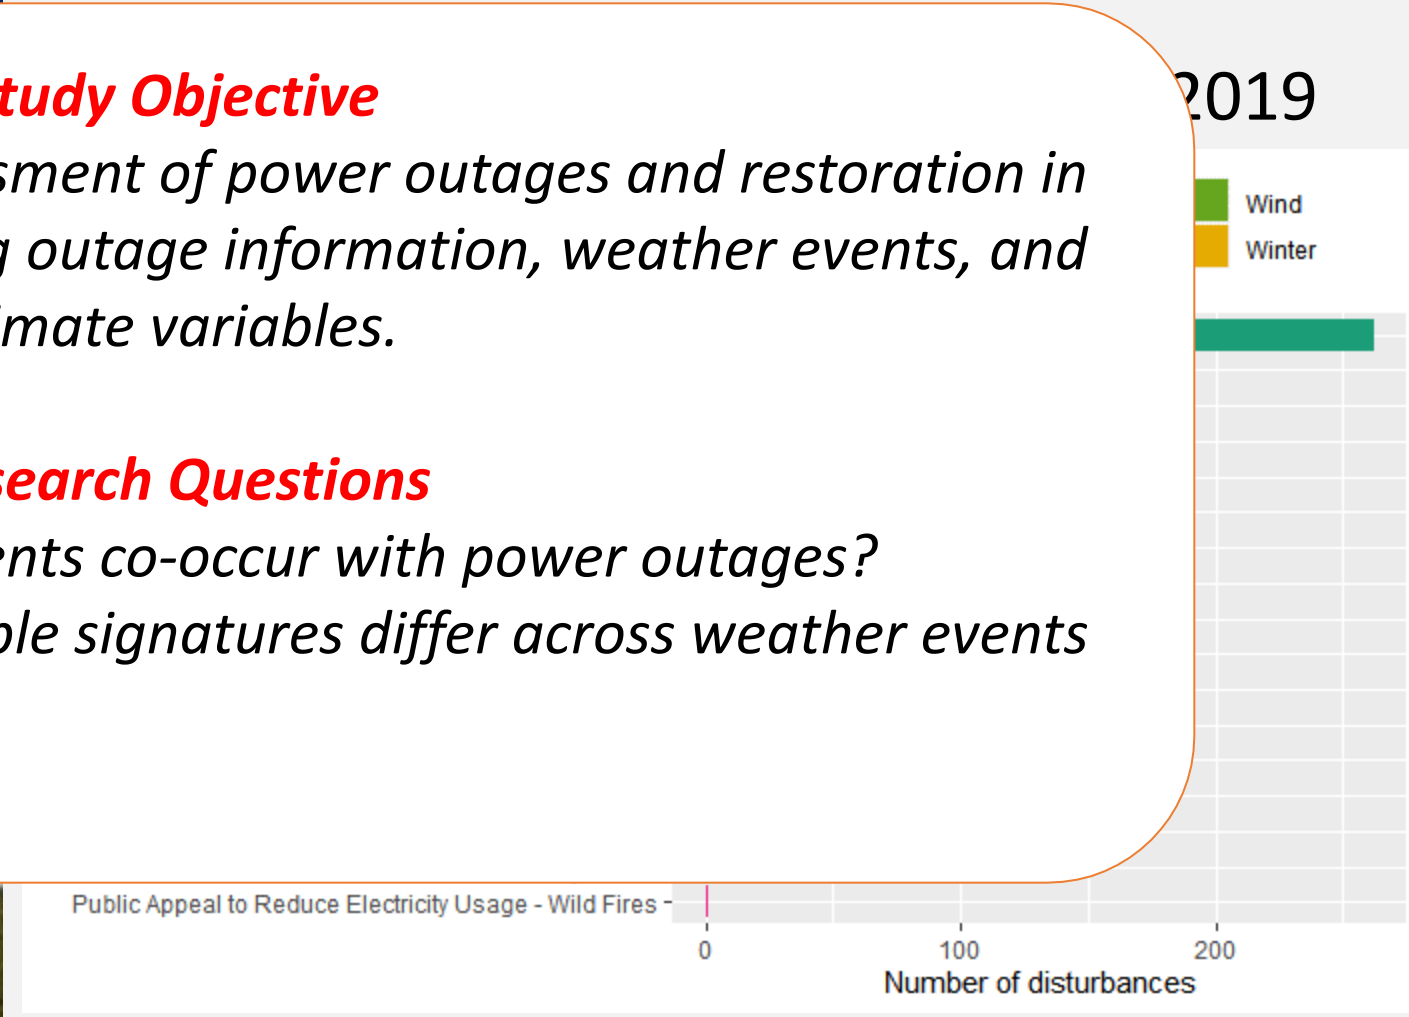 tudy Objective
2019
sment of power outages and restoration in
g outage information, weather events, and
imate variables.
Wind
Winter
search Questions
ents co-occur with power outages?
ble signatures differ across weather events
Public Appeal to Reduce Electricity Usage - Wild Fires
0 100 200
Number of disturbances